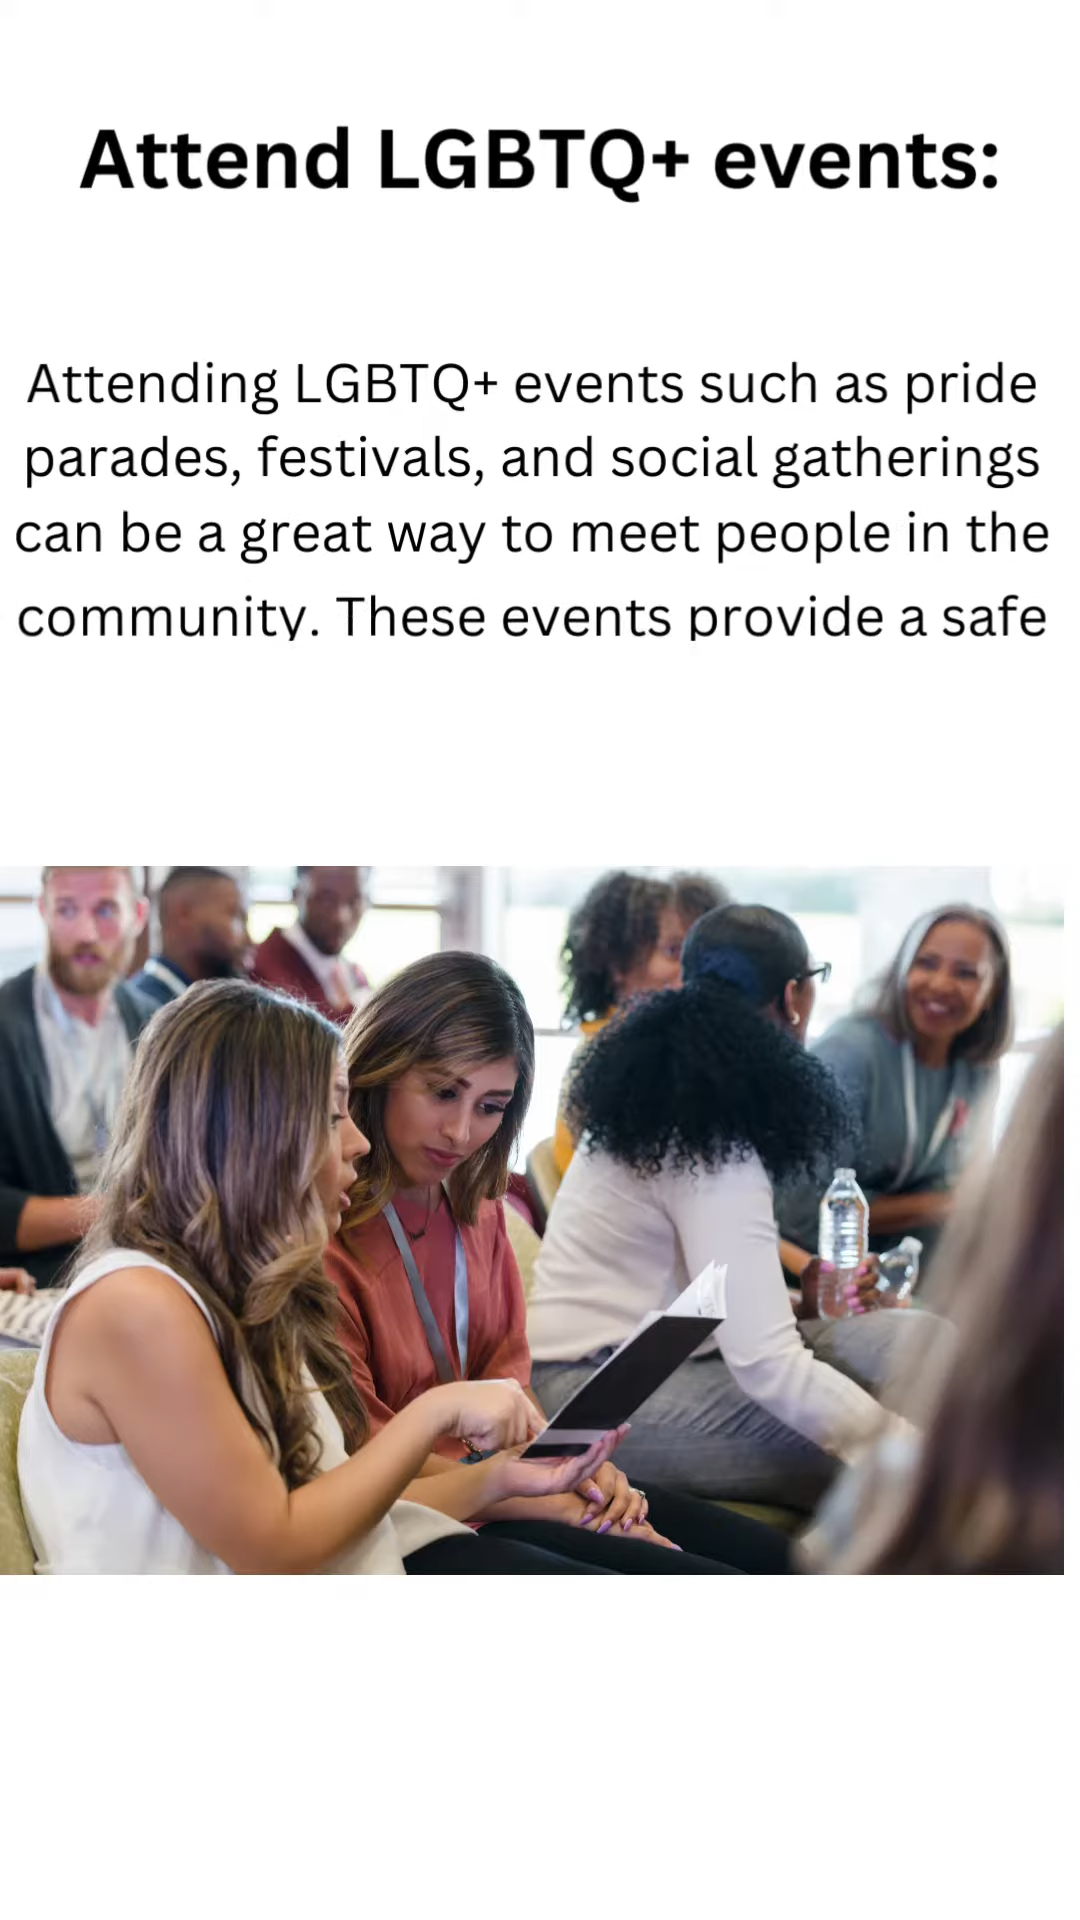 Attend LGBTQ+ events:
Attending LGBTQ+ events such as pride
parades, festivals, and social gatherings
can be a great way to meet people in the
community. These events provide a safe